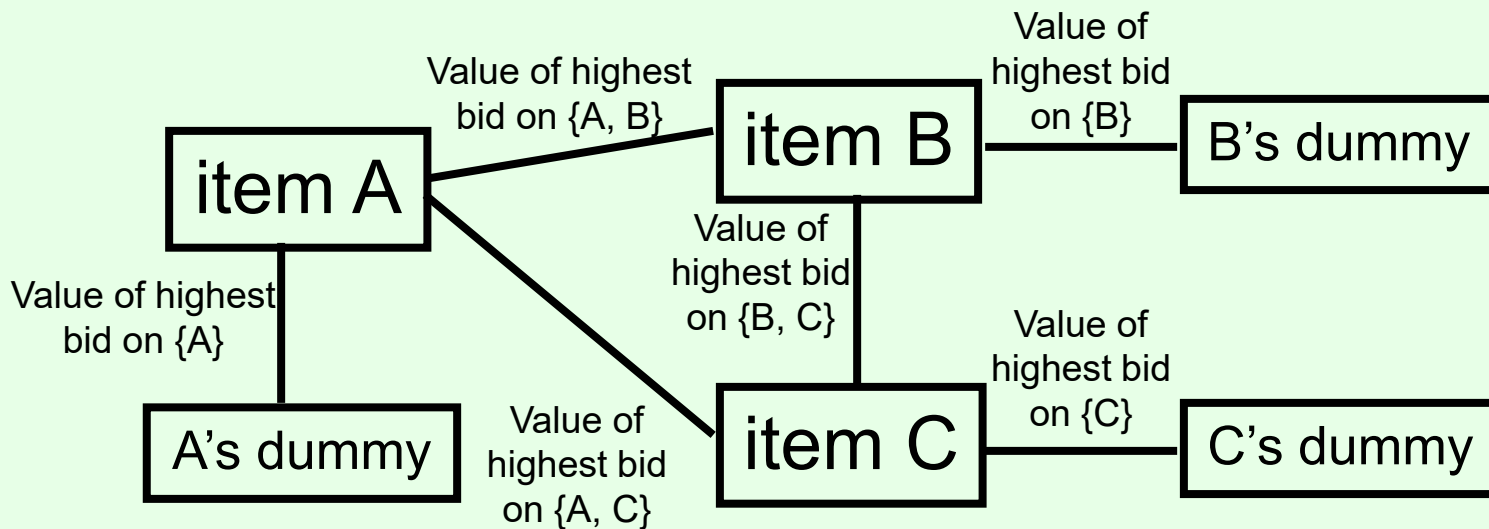 Value of highest
bid on {A, B}
Value of
highest bid
on {B}
item A
item B
B’s dummy
Value of highest
bid on {A}
Value of
highest bid
on {B, C}
Value of
highest bid
on {C}
A’s dummy
Value of
highest bid
on {A, C}
item C
C’s dummy